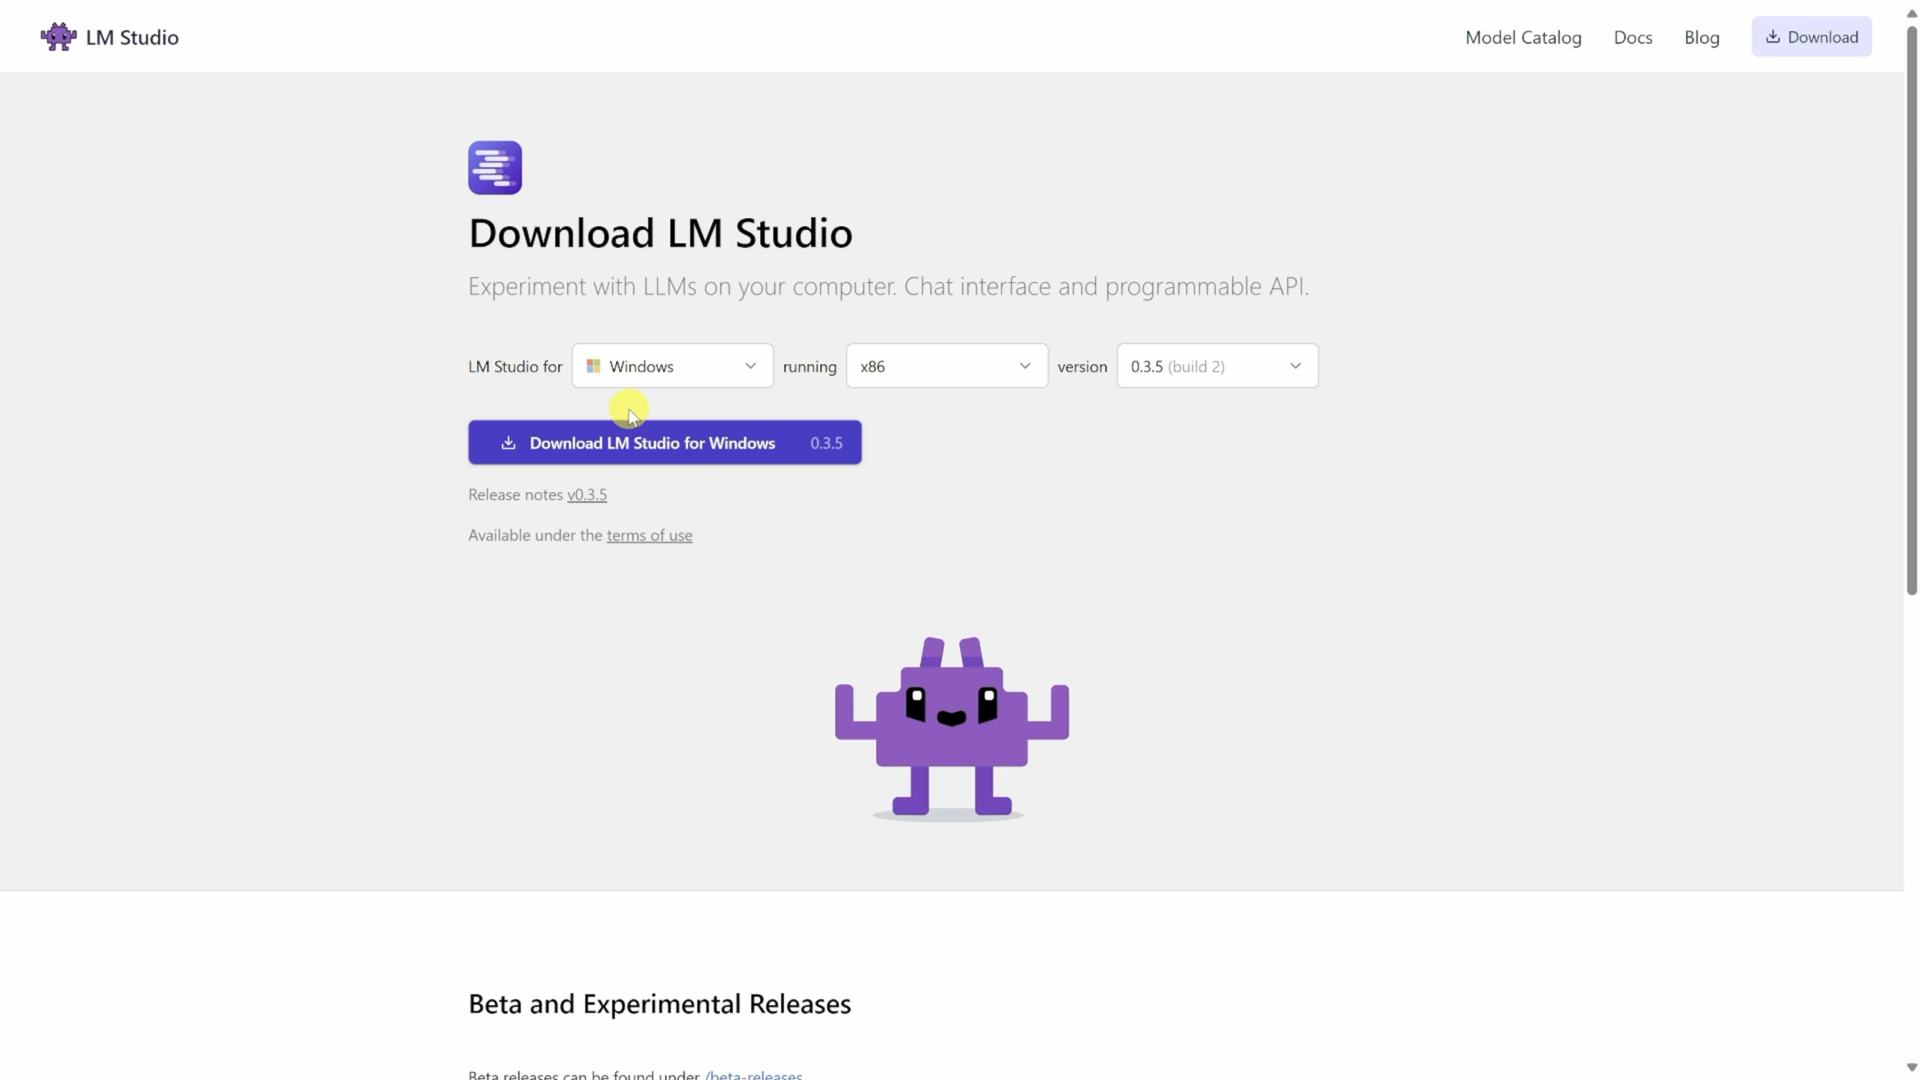 LM Studio
Model Catalog
Docs
Blog
Download
Download LM Studio
Experiment with LLMs on your computer. Chat interface and programmable API.
LM Studio for Windows running x86 version 0.3.5 (build 2)
Download LM Studio for Windows 0.3.5
Release notes v0.3.5
Available under the terms of use
Beta and Experimental Releases
Beta releases can be found under /beta-releases